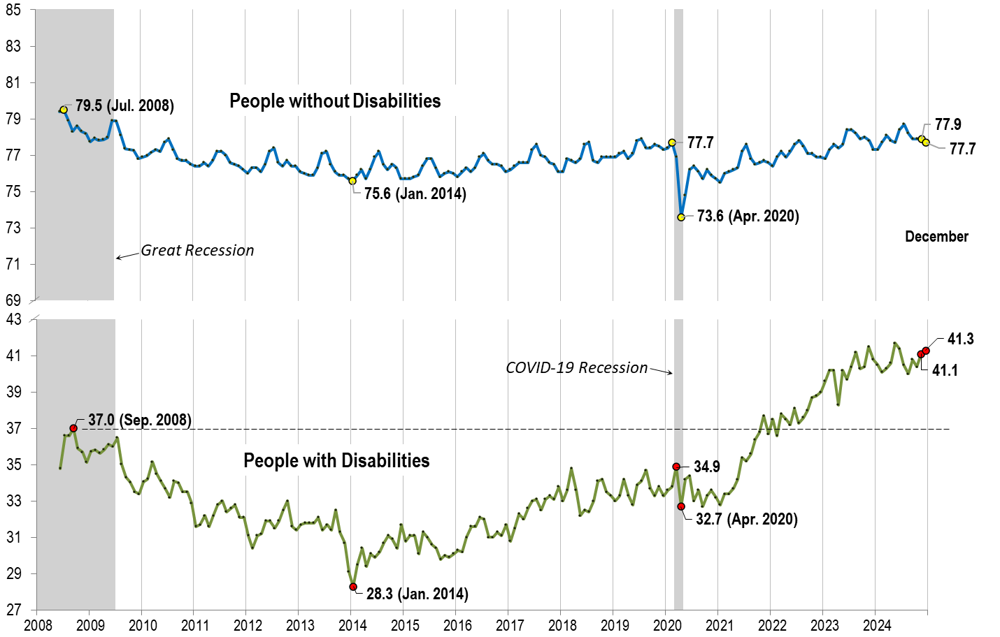 85
83
81
79
77
75
73
71
69
79.5 (Jul. 2008)
People without Disabilities
77.9
77.7
77.7
75.6 (Jan. 2014)
73.6 (Apr. 2020)
December
Great Recession
43
41
39
37
35
33
31
29
27
41.3
COVID-19 Recession
41.1
37.0 (Sep. 2008)
People with Disabilities
34.9
32.7 (Apr. 2020)
28.3 (Jan. 2014)
2008 2009 2010 2011 2012 2013 2014 2015 2016 2017 2018 2019 2020 2021 2022 2023 2024